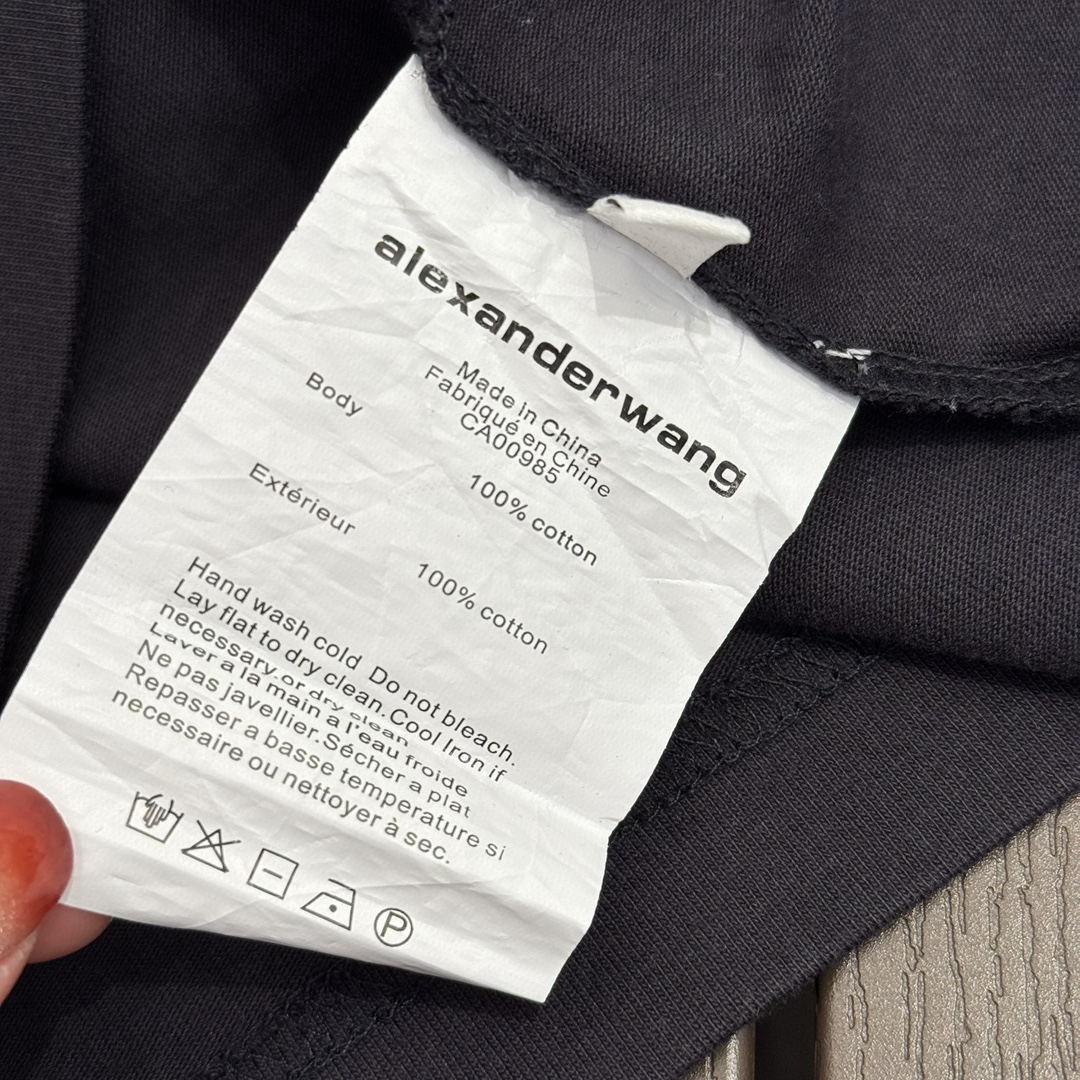 alexanderwang
Made in China
Fabriqué en Chine
CA00985
Body
100% cotton
Extérieur
100% cotton
Hand wash cold Do not bleach.
Lay flat to dry clean.Cool Iron if
necessary.or dry clean
Laver a la main a l'eau froide
Ne pas javellier.Sécher a plat
Repasser a basse temperature si
necessaire ou nettoyer à sec.
P